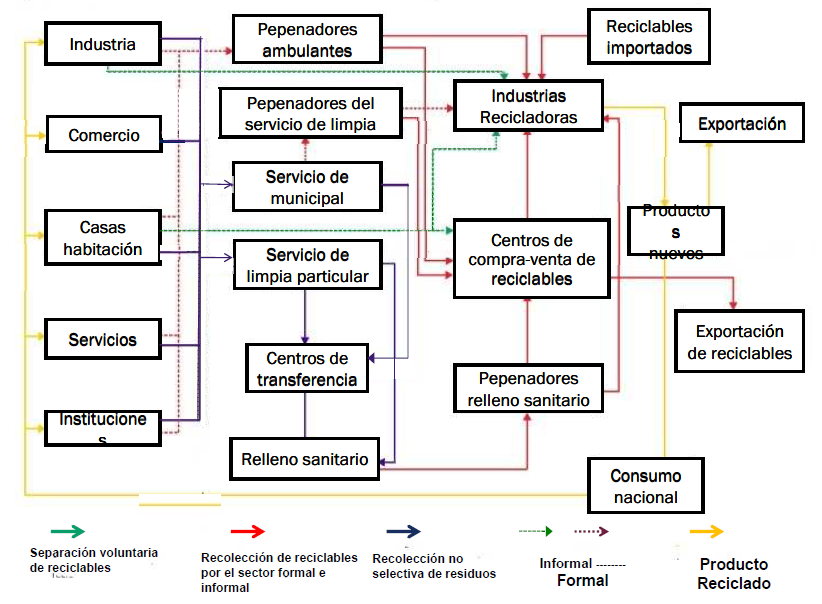 Industria
Pepenadores
ambulantes
Reciclables
importados
Pepenadores del
servicio de limpia
Industrias
Recicladoras
Exportación
Comercio
Servicio de
municipal
Casas
habitación
Servicio de
limpia particular
Centros de
compra-venta de
reciclables
Producto
s
nuevos
Servicios
Centros de
transferencia
Exportación
de reciclables
Pepenadores
relleno sanitario
Institucione
s
Relleno sanitario
Consumo
nacional
Separación voluntaria
de reciclables
Recolección de reciclables
por el sector formal e
informal
Recolección no
selectiva de residuos
Informal --------
Formal
Producto
Reciclado